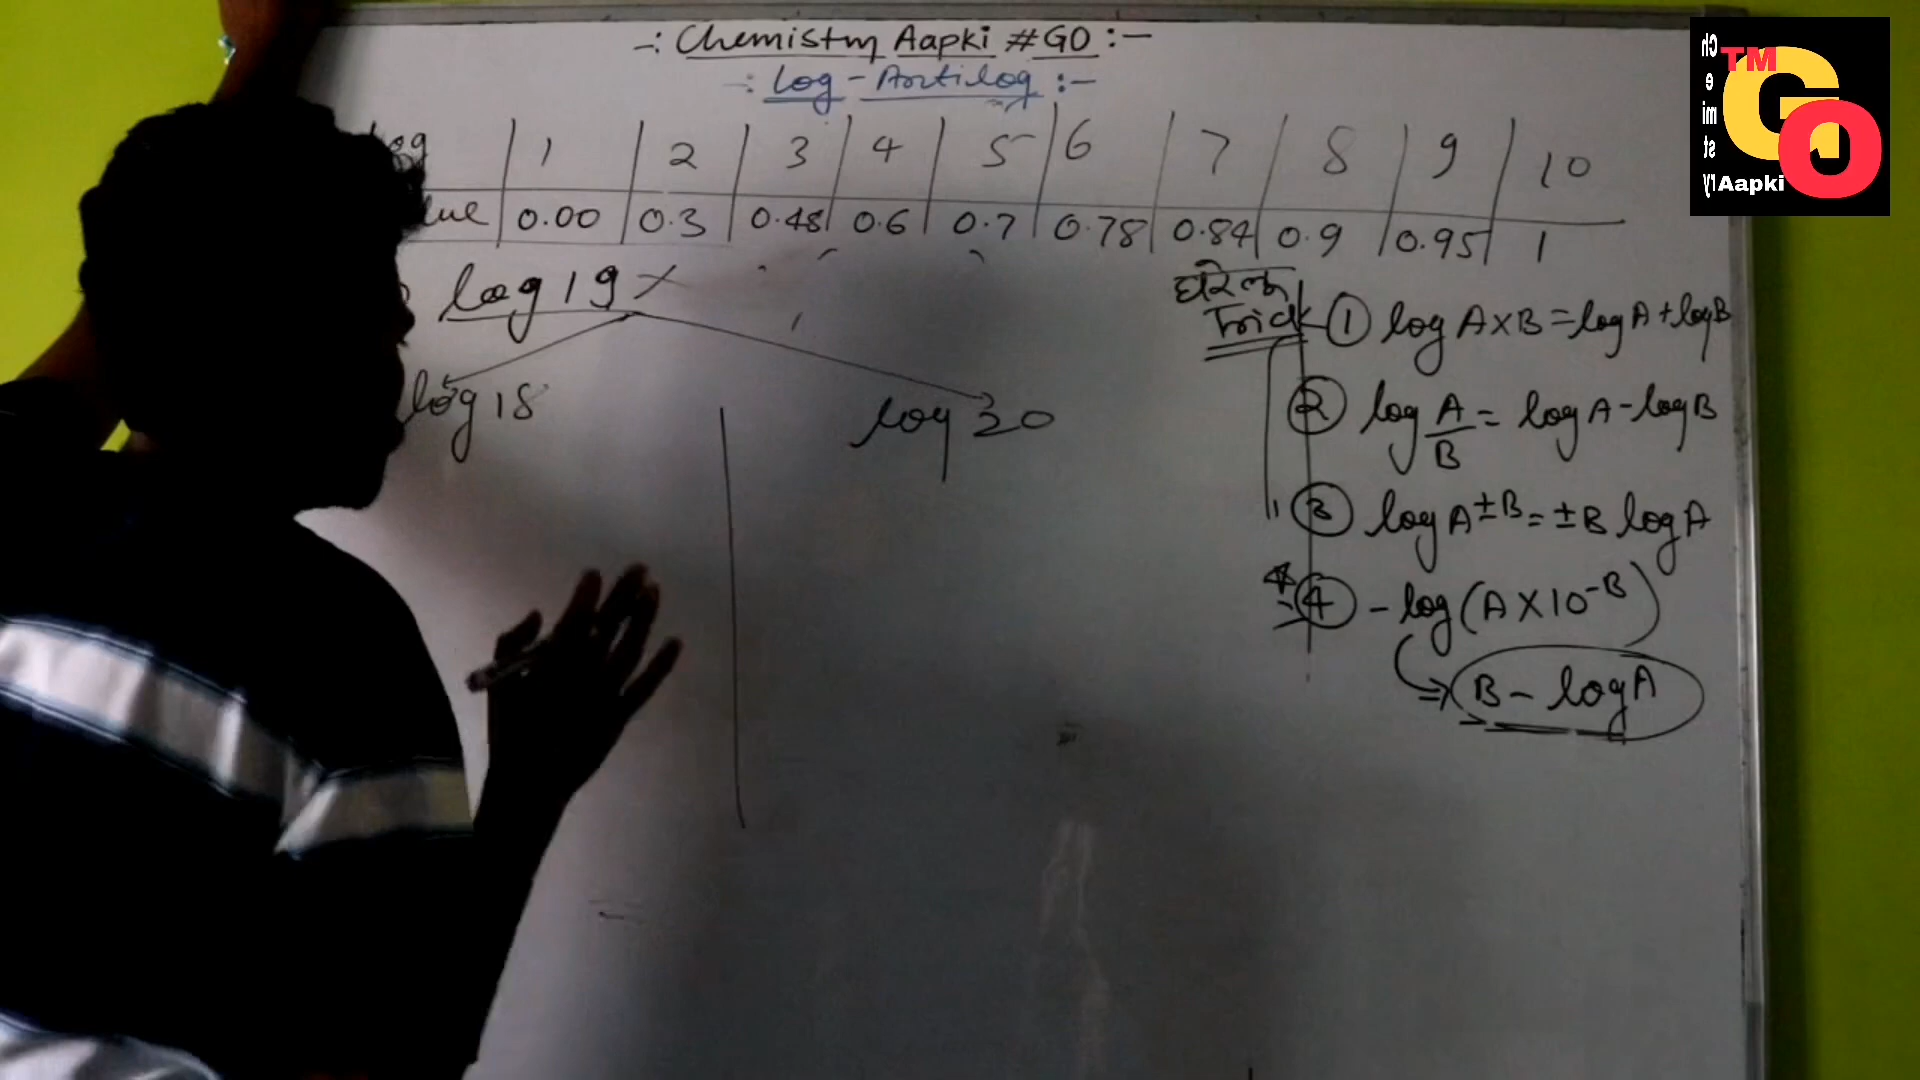 -: Chemistry Aapki #GO :-
-: Log - Antilog :-
1 2 3 4 5 6 7 8 9 10
0.00 0.3 0.48 0.6 0.7 0.78 0.84 0.9 0.95 1
log 19 ×
log 18
log 20
घरेलू
Trick
① log A×B = log A + log B
② log A/B = log A - log B
③ log A±B = ± B log A
④ - log (A×10-B)
⇒ B - log A
Chemistry
TM
GO
Aapki